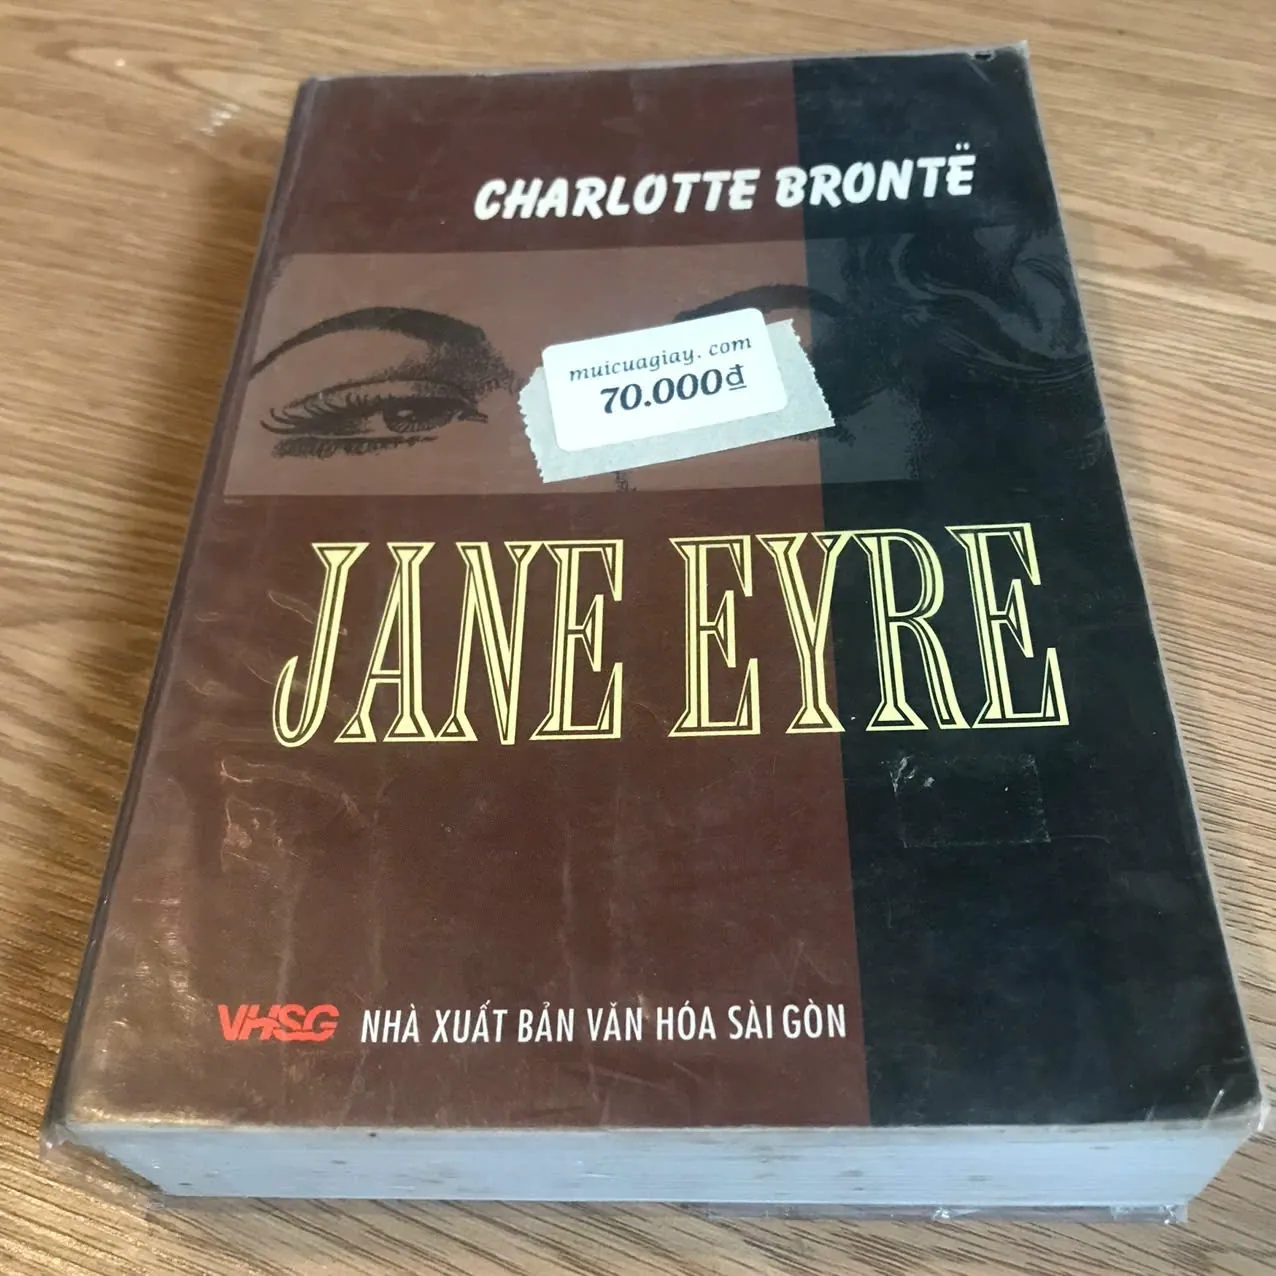 CHARLOTTE BRONTË
muicuagiay. com
70.000đ
JANE EYRE
VHSG NHÀ XUẤT BẢN VĂN HÓA SÀI GÒN